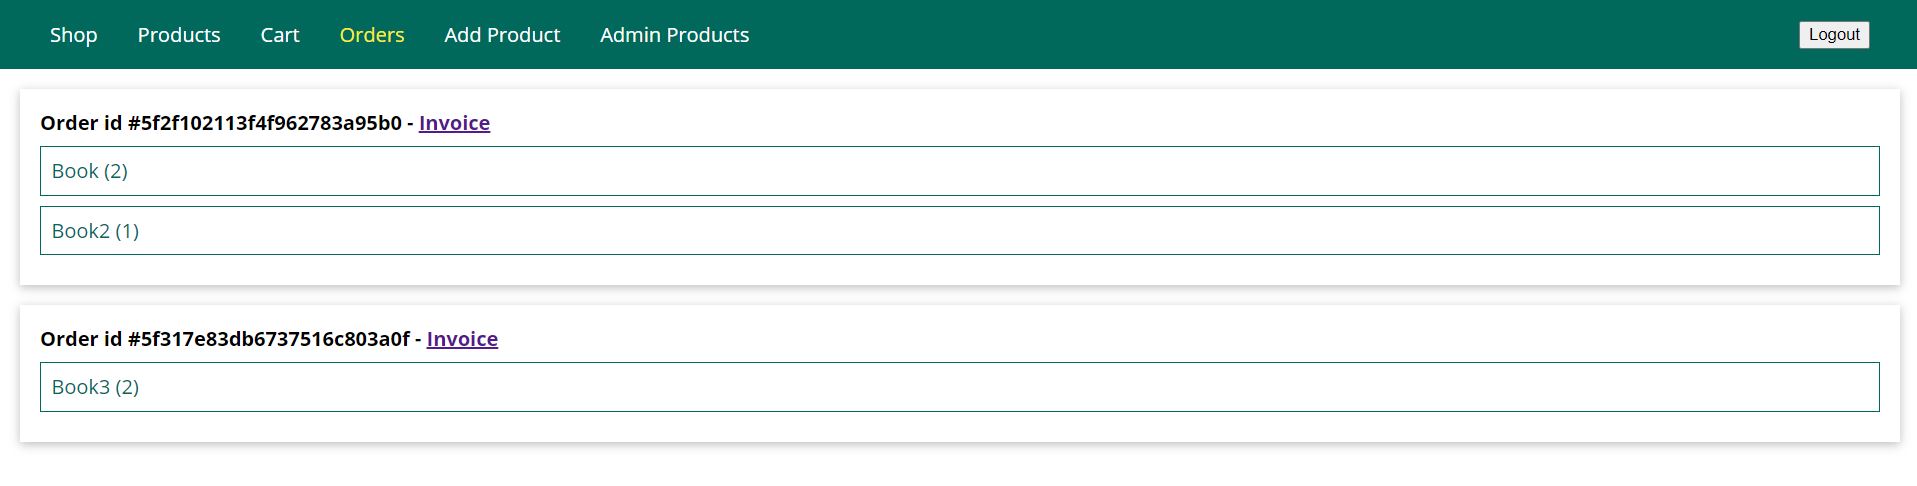 Shop Products Cart Orders Add Product Admin Products Logout
Order id #5f2f102113f4f962783a95b0 - Invoice
Book (2)
Book2 (1)
Order id #5f317e83db6737516c803a0f - Invoice
Book3 (2)